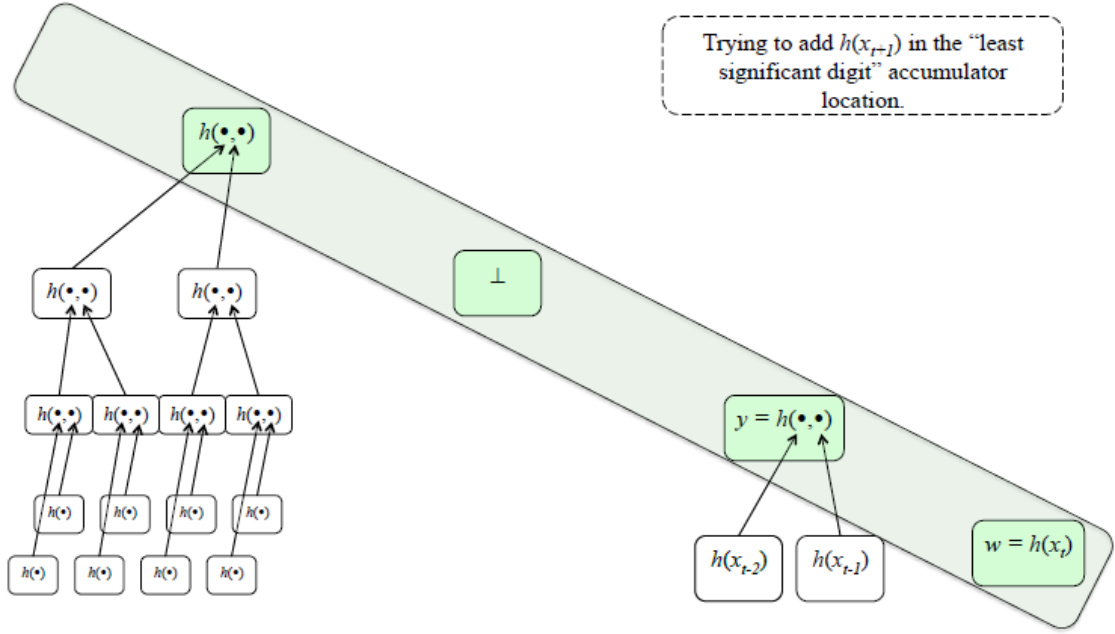 Trying to add h(xₜ₊₁) in the “least
significant digit” accumulator
location.
h(•,•)
⊥
h(•,•) h(•,•)
h(•,•) h(•,•) h(•,•) h(•,•)
y = h(•,•)
h(•) h(•) h(•) h(•)
w = h(xₜ)
h(xₜ₋₂) h(xₜ₋₁)
h(•) h(•) h(•) h(•)